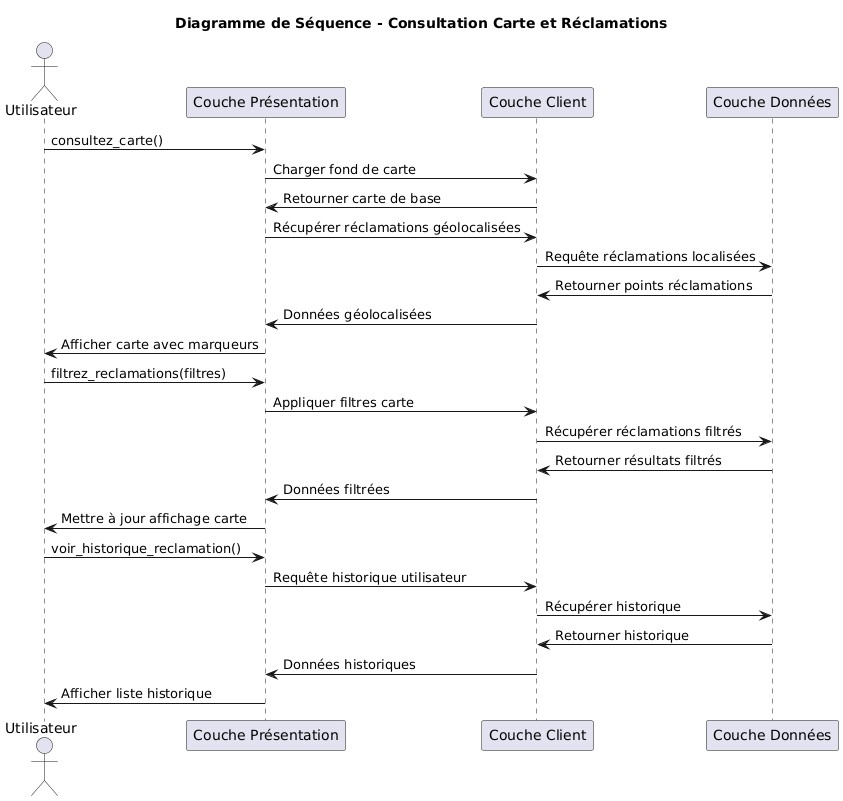 Diagramme de Séquence - Consultation Carte et Réclamations
Utilisateur
Couche Présentation
Couche Client
Couche Données
consultez_carte()
Charger fond de carte
Retourner carte de base
Récupérer réclamations géolocalisées
Requête réclamations localisées
Retourner points réclamations
Données géolocalisées
Afficher carte avec marqueurs
filtrez_reclamations(filtres)
Appliquer filtres carte
Récupérer réclamations filtrés
Retourner résultats filtrés
Données filtrées
Mettre à jour affichage carte
voir_historique_reclamation()
Requête historique utilisateur
Récupérer historique
Retourner historique
Données historiques
Afficher liste historique
Utilisateur
Couche Présentation
Couche Client
Couche Données